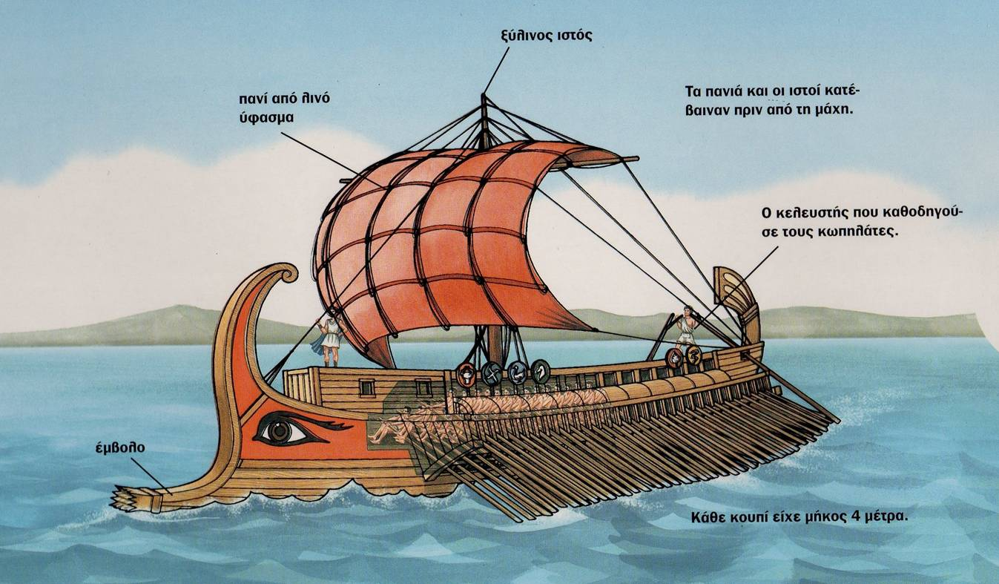 ξύλινος ιστός
πανί από λινό
ύφασμα
Τα πανιά και οι ιστοί κατέ-
βαιναν πριν από τη μάχη.
Ο κελευστής που καθοδηγού-
σε τους κωπηλάτες.
έμβολο
Κάθε κουπί είχε μήκος 4 μέτρα.